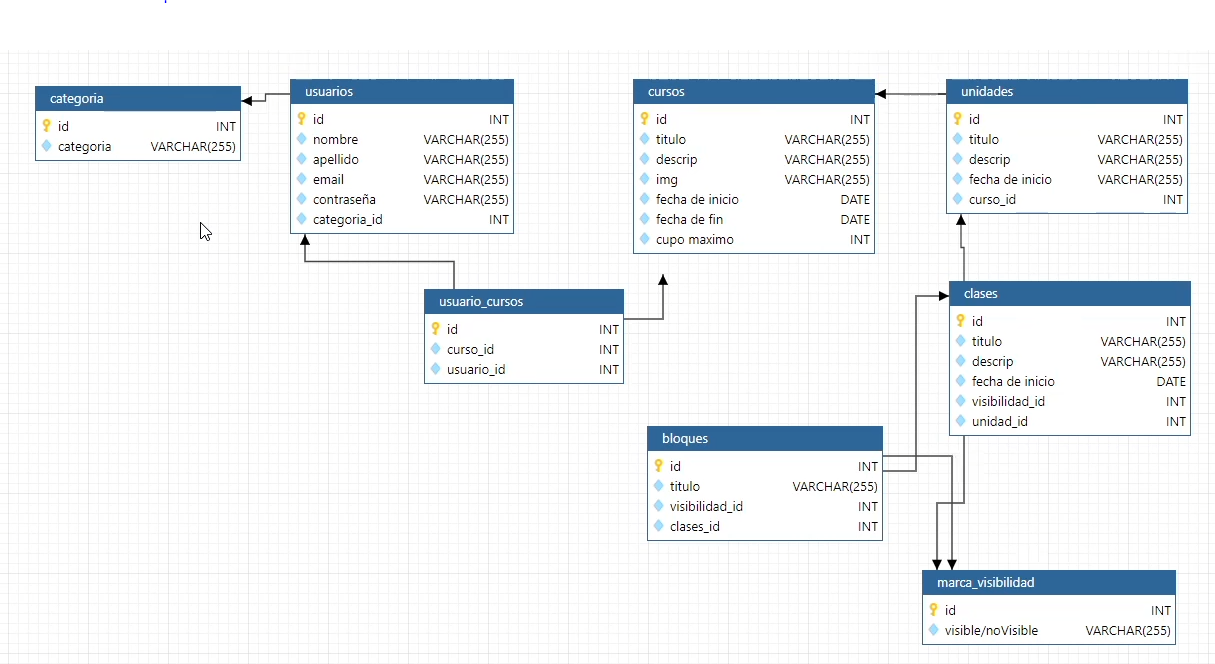 categoria
id INT
categoria VARCHAR(255)
usuarios
id INT
nombre VARCHAR(255)
apellido VARCHAR(255)
email VARCHAR(255)
contraseña VARCHAR(255)
categoria_id INT
cursos
id INT
titulo VARCHAR(255)
descrip VARCHAR(255)
img VARCHAR(255)
fecha de inicio DATE
fecha de fin DATE
cupo maximo INT
unidades
id INT
titulo VARCHAR(255)
descrip VARCHAR(255)
fecha de inicio VARCHAR(255)
curso_id INT
usuario_cursos
id INT
curso_id INT
usuario_id INT
clases
id INT
titulo VARCHAR(255)
descrip VARCHAR(255)
fecha de inicio DATE
visibilidad_id INT
unidad_id INT
bloques
id INT
titulo VARCHAR(255)
visibilidad_id INT
clases_id INT
marca_visibilidad
id INT
visible/noVisible VARCHAR(255)